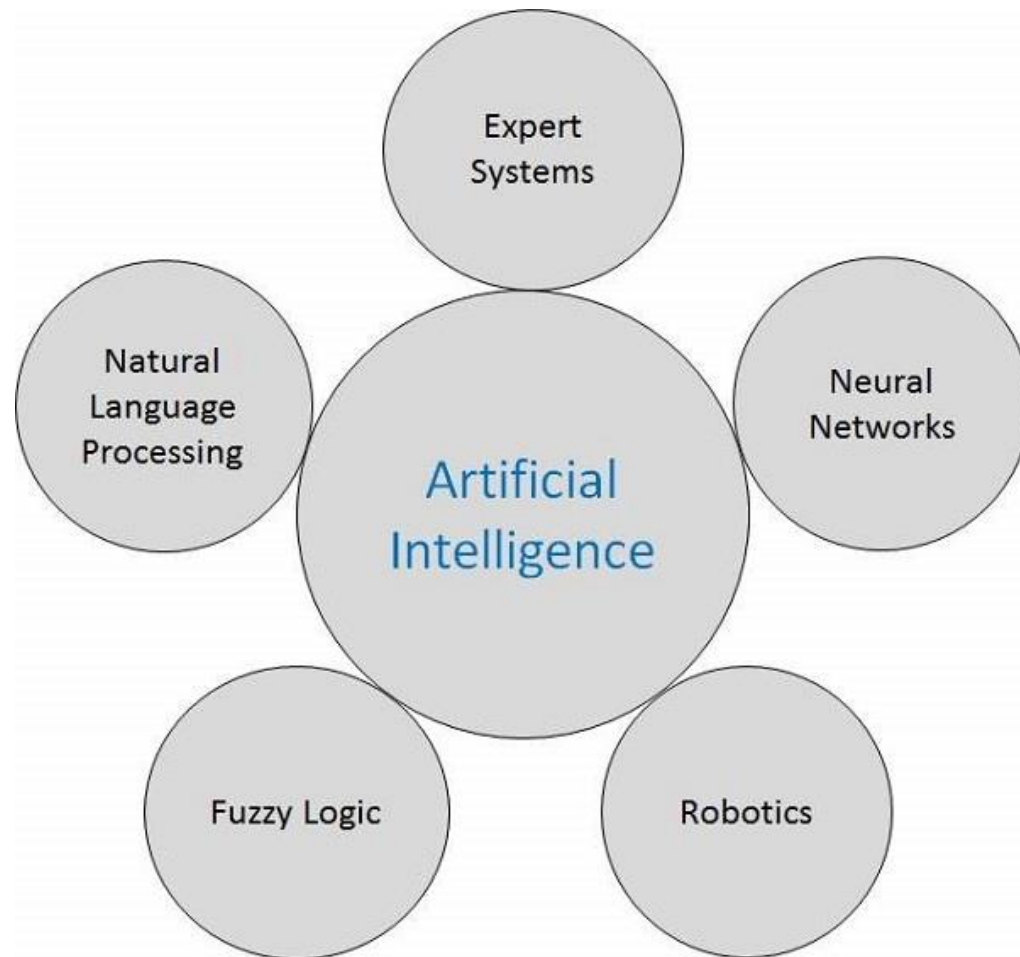 Expert
Systems
Natural
Language
Processing
Neural
Networks
Artificial
Intelligence
Fuzzy Logic
Robotics